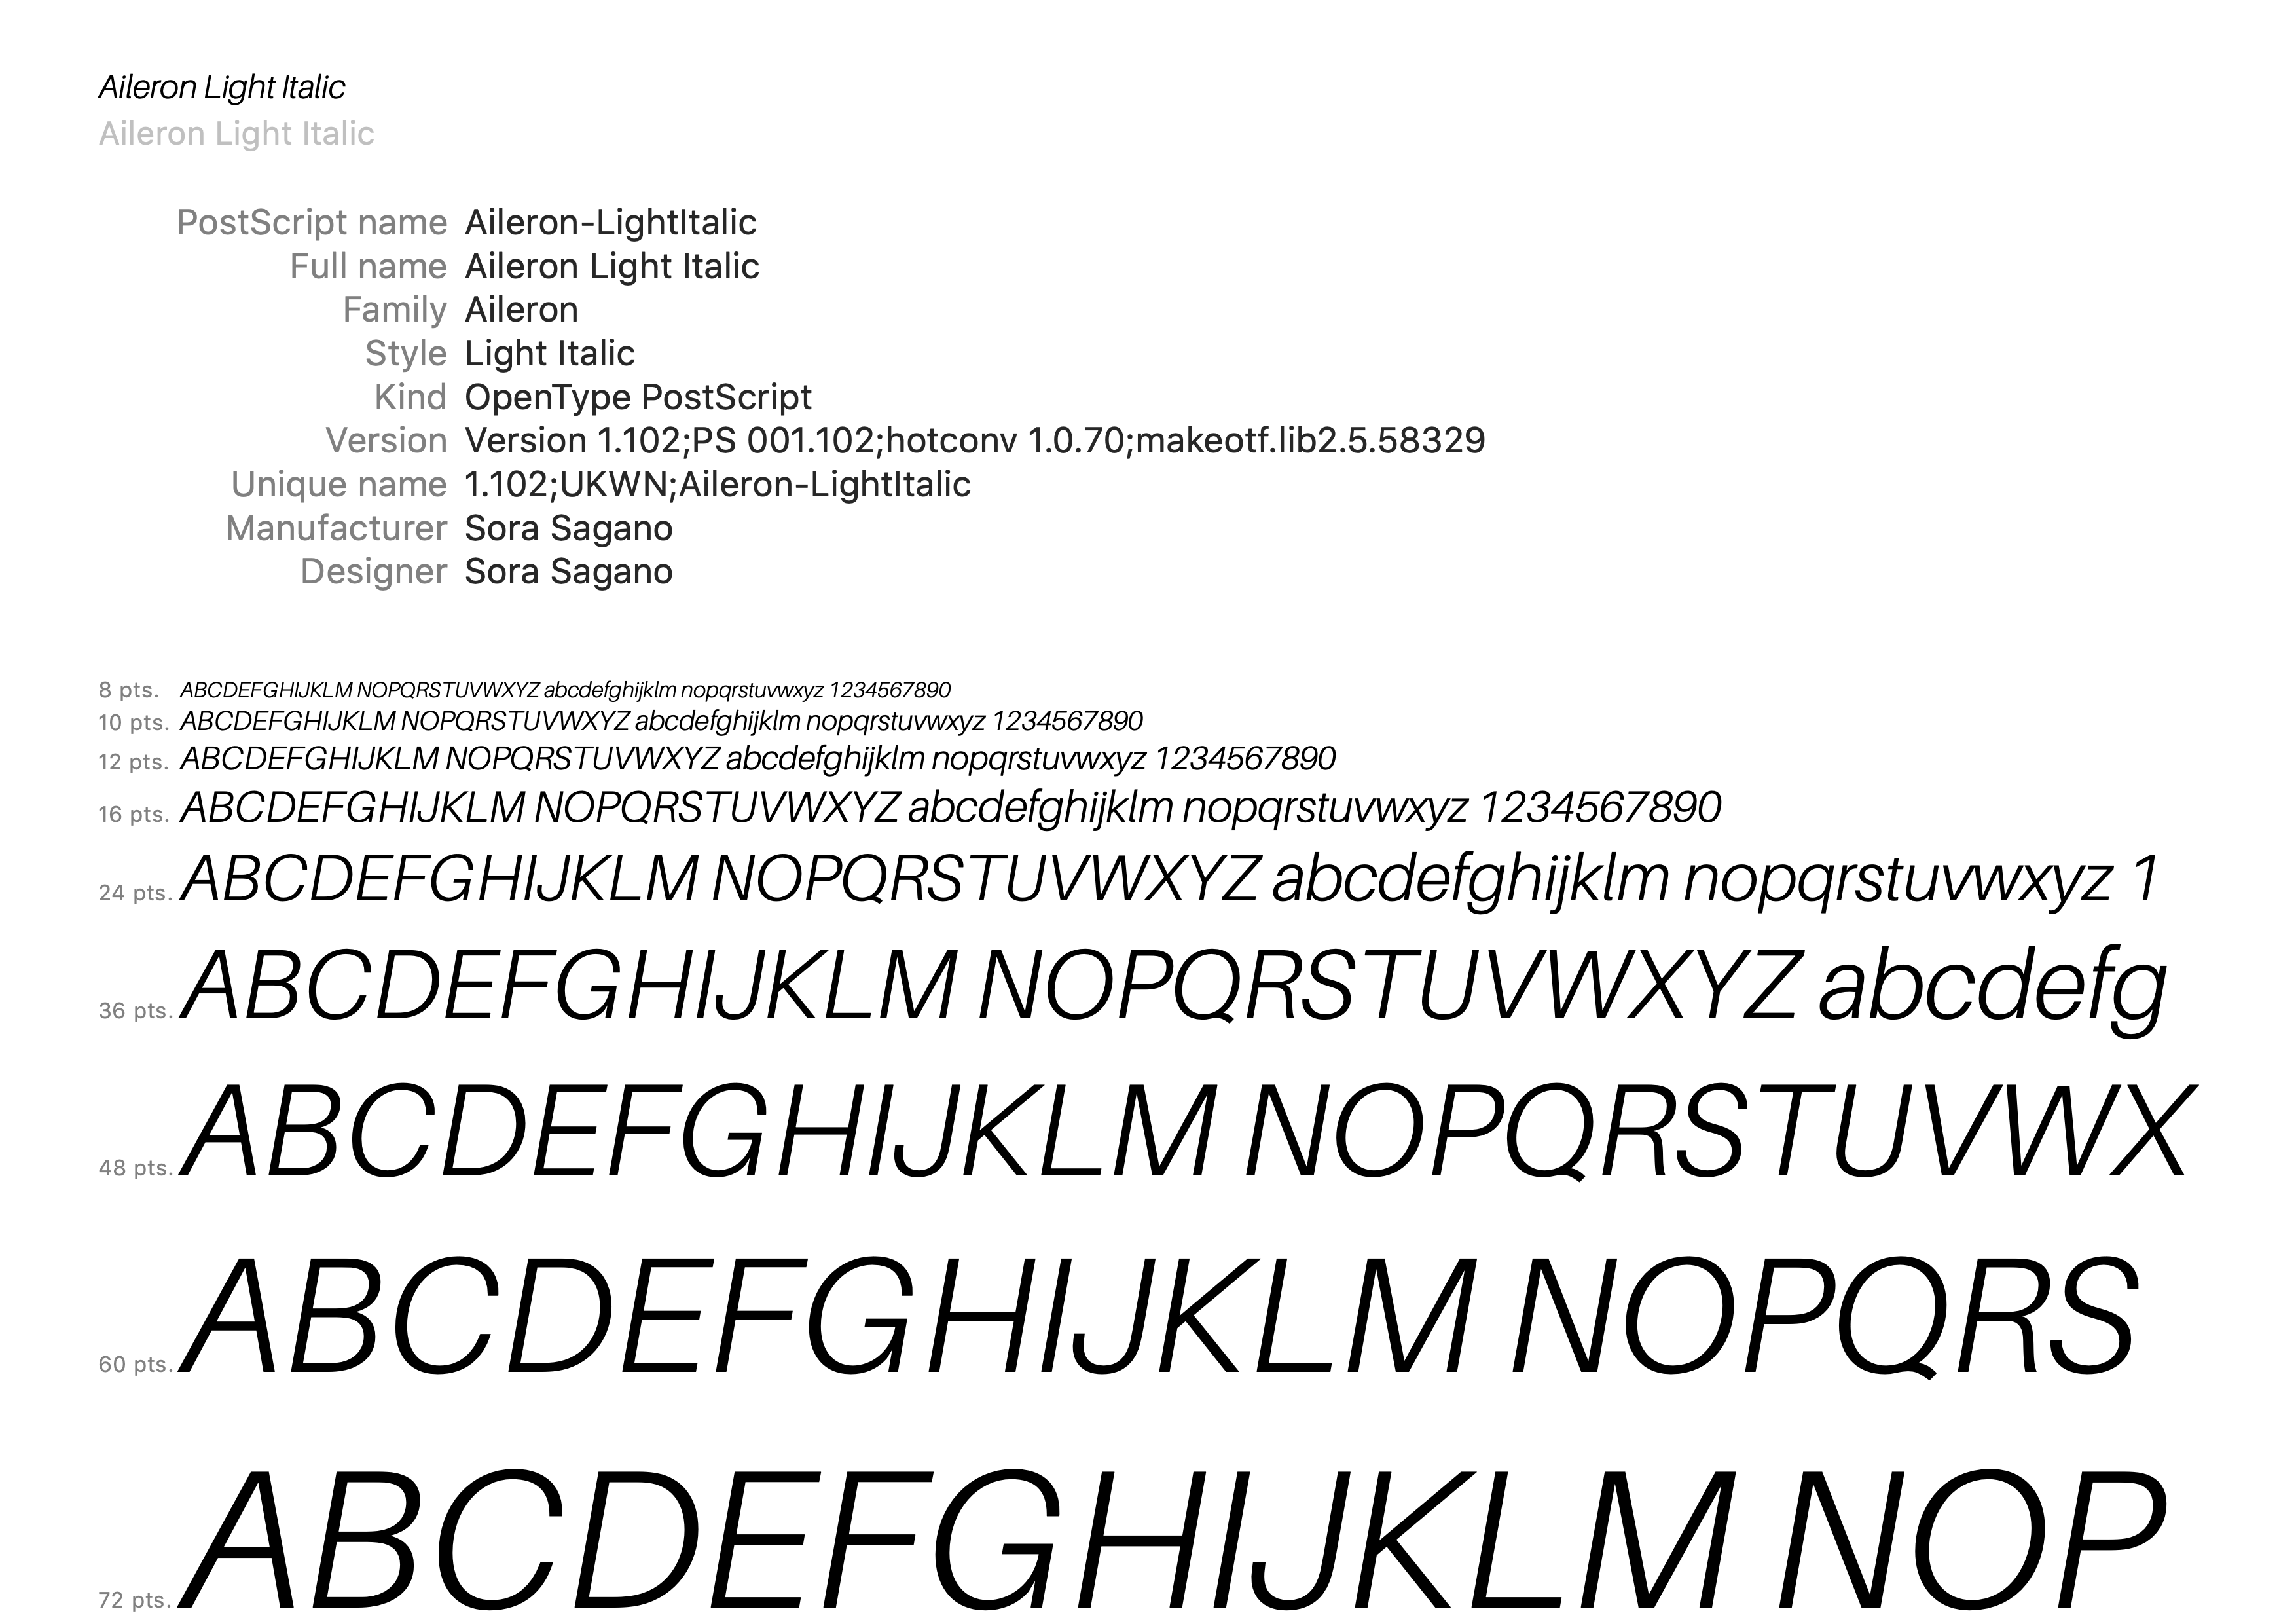 Aileron Light Italic
Aileron Light Italic
PostScript name Aileron-LightItalic
Full name Aileron Light Italic
Family Aileron
Style Light Italic
Kind OpenType PostScript
Version Version 1.102;PS 001.102;hotconv 1.0.70;makeotf.lib2.5.58329
Unique name 1.102;UKWN;Aileron-LightItalic
Manufacturer Sora Sagano
Designer Sora Sagano
8 pts. ABCDEFGHIJKLM NOPQRSTUVWXYZ abcdefghijklm nopqrstuvwxyz 1234567890
10 pts. ABCDEFGHIJKLM NOPQRSTUVWXYZ abcdefghijklm nopqrstuvwxyz 1234567890
12 pts. ABCDEFGHIJKLM NOPQRSTUVWXYZ abcdefghijklm nopqrstuvwxyz 1234567890
16 pts. ABCDEFGHIJKLM NOPQRSTUVWXYZ abcdefghijklm nopqrstuvwxyz 1234567890
24 pts. ABCDEFGHIJKLM NOPQRSTUVWXYZ abcdefghijklm nopqrstuvwxyz 1
36 pts. ABCDEFGHIJKLM NOPQRSTUVWXYZ abcdefg
48 pts. ABCDEFGHIJKLM NOPQRSTUVWX
60 pts. ABCDEFGHIJKLM NOPQRS
72 pts. ABCDEFGHIJKLM NOP